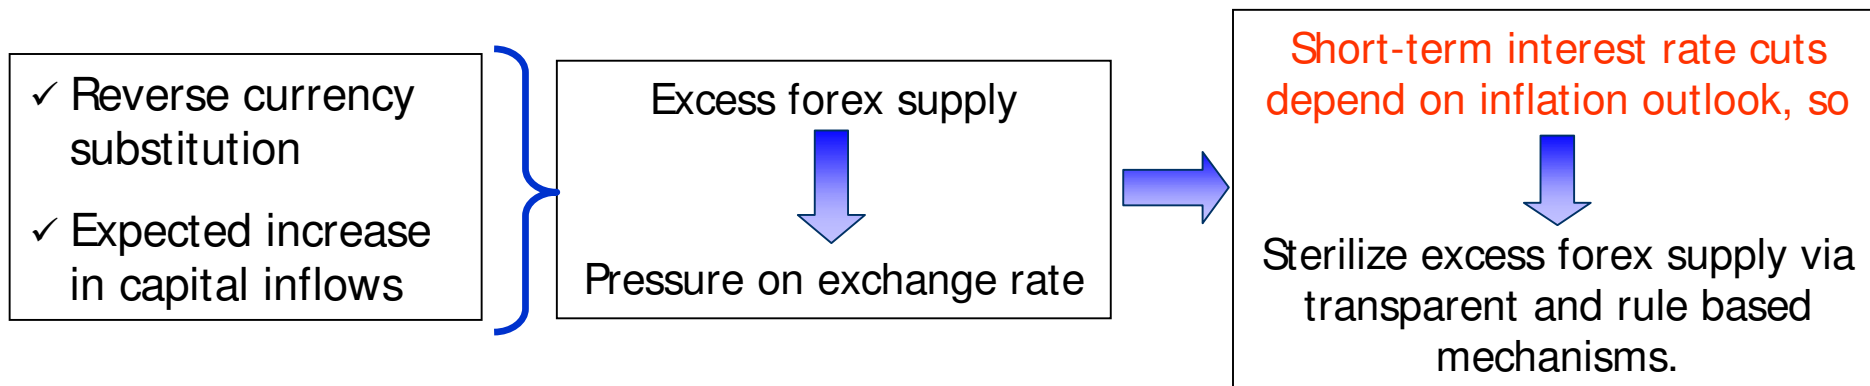 ✓ Reverse currency
substitution
✓ Expected increase
in capital inflows
Excess forex supply
Pressure on exchange rate
Short-term interest rate cuts
depend on inflation outlook, so
Sterilize excess forex supply via
transparent and rule based
mechanisms.